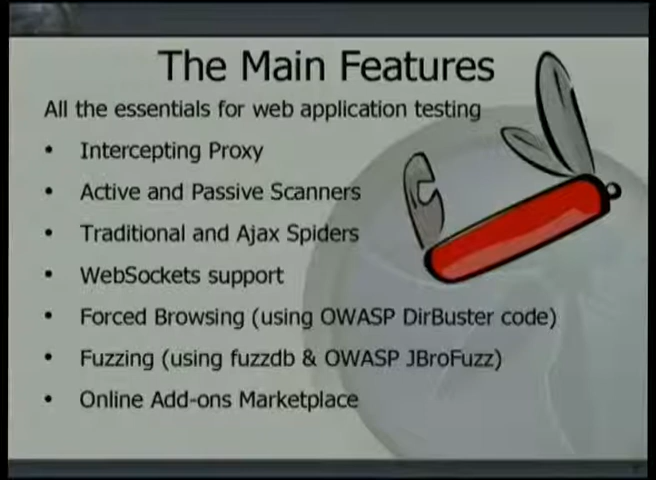 The Main Features
All the essentials for web application testing
• Intercepting Proxy
• Active and Passive Scanners
• Traditional and Ajax Spiders
• WebSockets support
• Forced Browsing (using OWASP DirBuster code)
• Fuzzing (using fuzzdb & OWASP JBroFuzz)
• Online Add-ons Marketplace